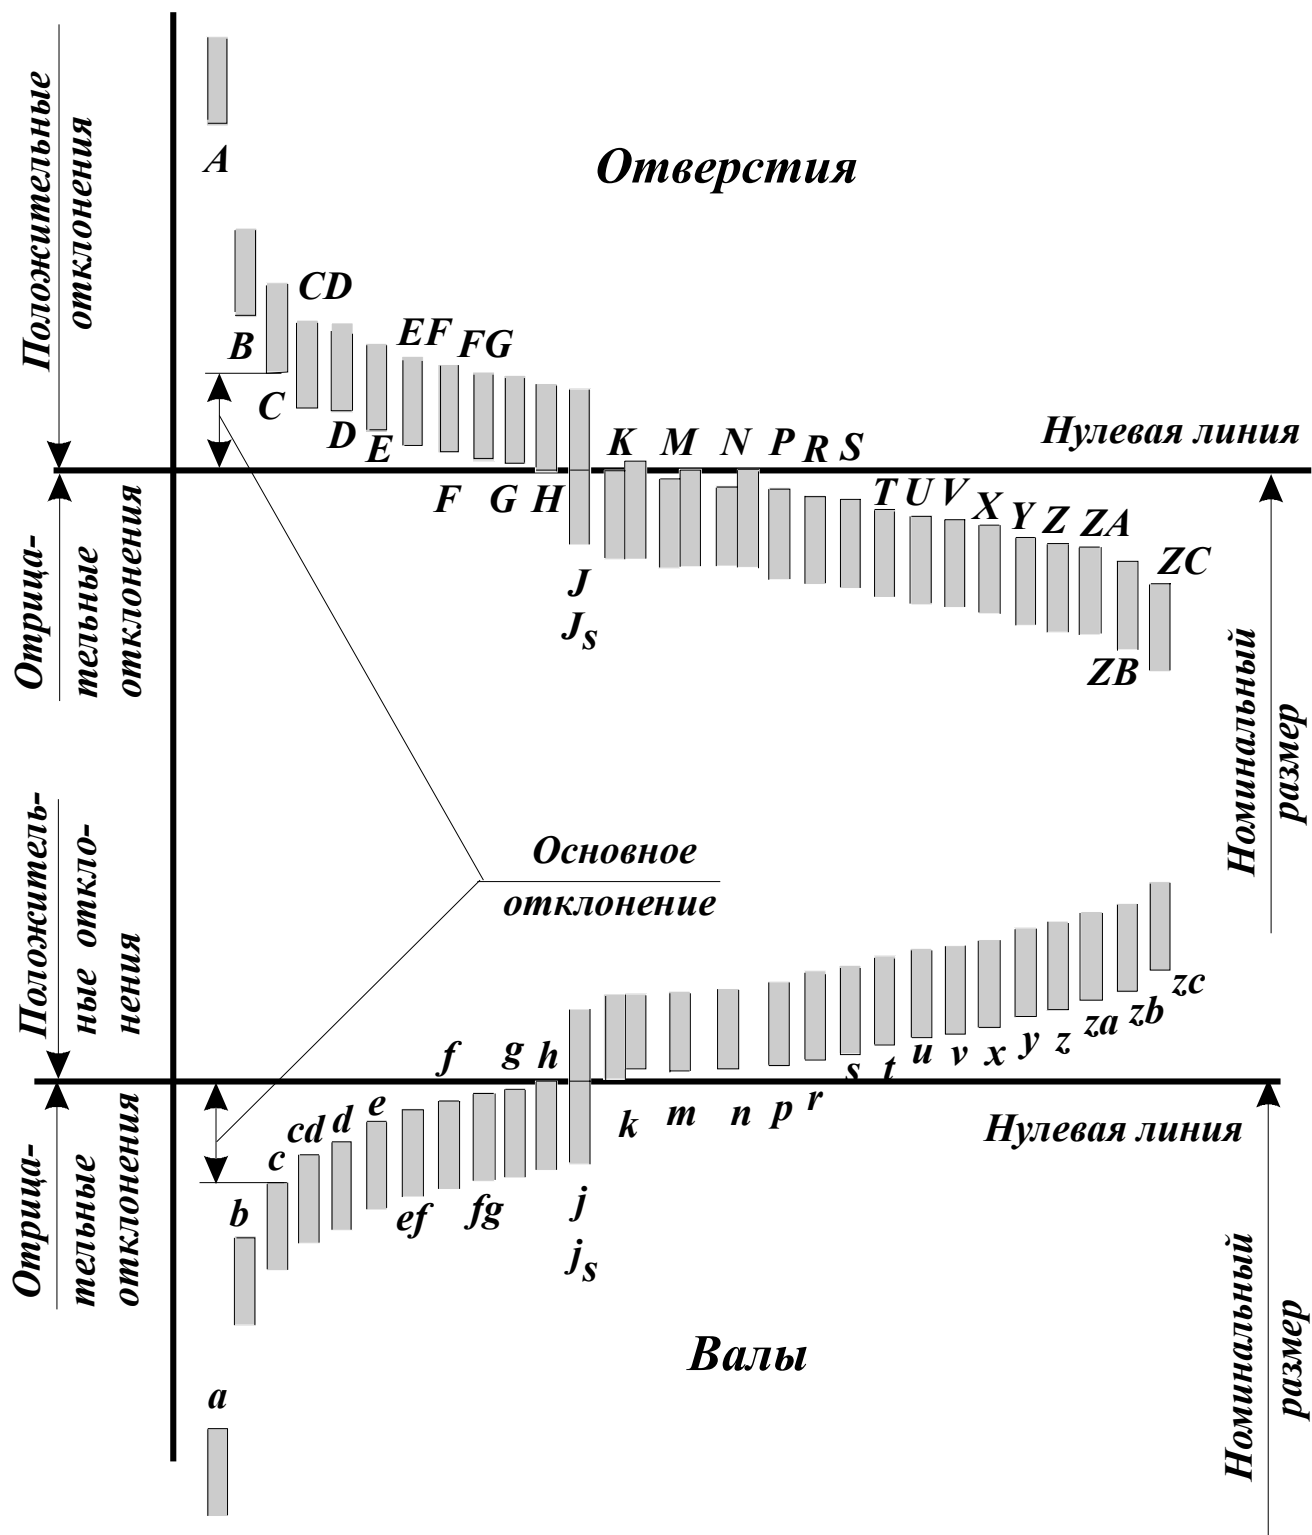 Положительные
отклонения
A
Отверстия
B
C
CD
D
E
EF
F
FG
G
H
J
Js
K
M
N
P
R
S
T
U
V
X
Y
Z
ZA
ZB
ZC
Нулевая линия
Отрица-
тельные
отклонения
Номинальный
размер
Основное
отклонение
Положитель-
ные откло-
нения
a
b
c
cd
d
e
ef
f
fg
g
h
j
js
k
m
n
p
r
s
t
u
v
x
y
z
za
zb
zc
Нулевая линия
Отрица-
тельные
отклонения
Валы
Номинальный
размер